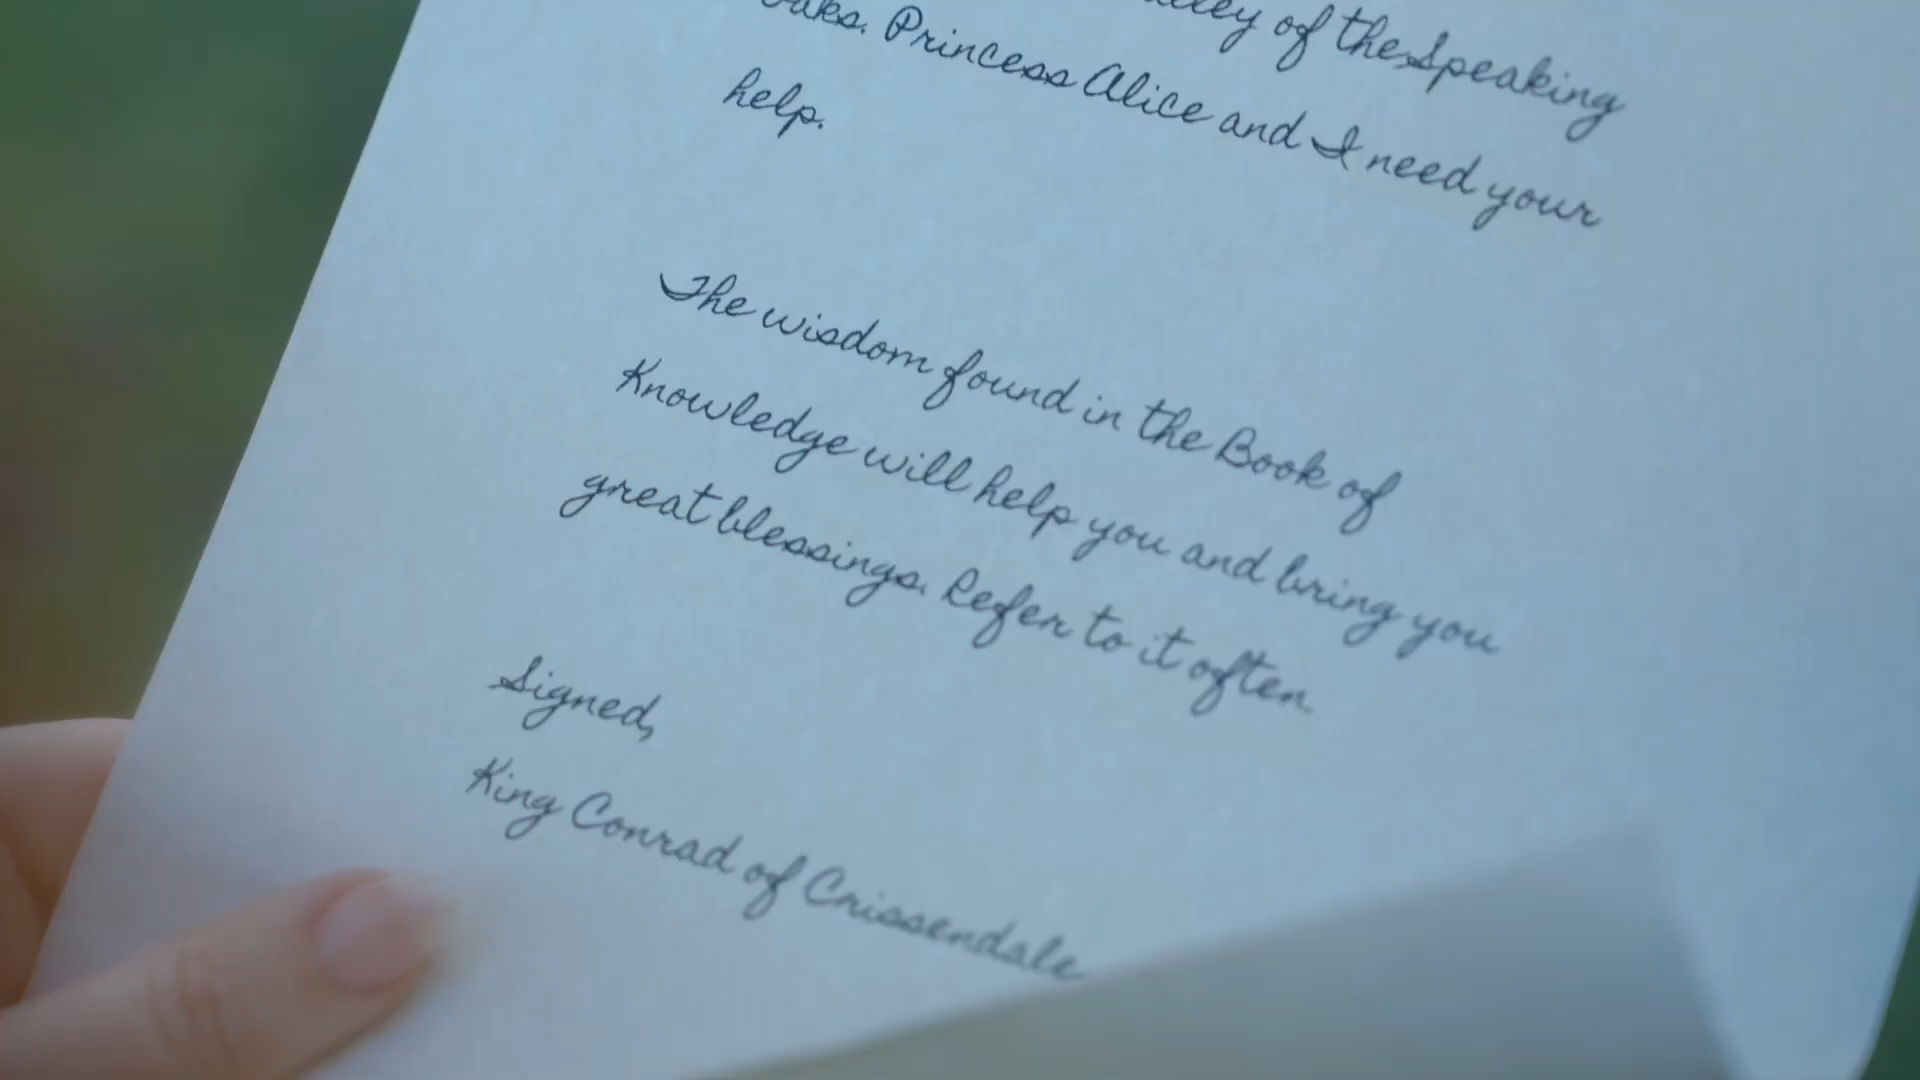 of the Speaking
Princess Alice and I need your
help.
The wisdom found in the Book of
Knowledge will help you and bring you
great blessings. Refer to it often.
Signed,
King Conrad of Crissendale